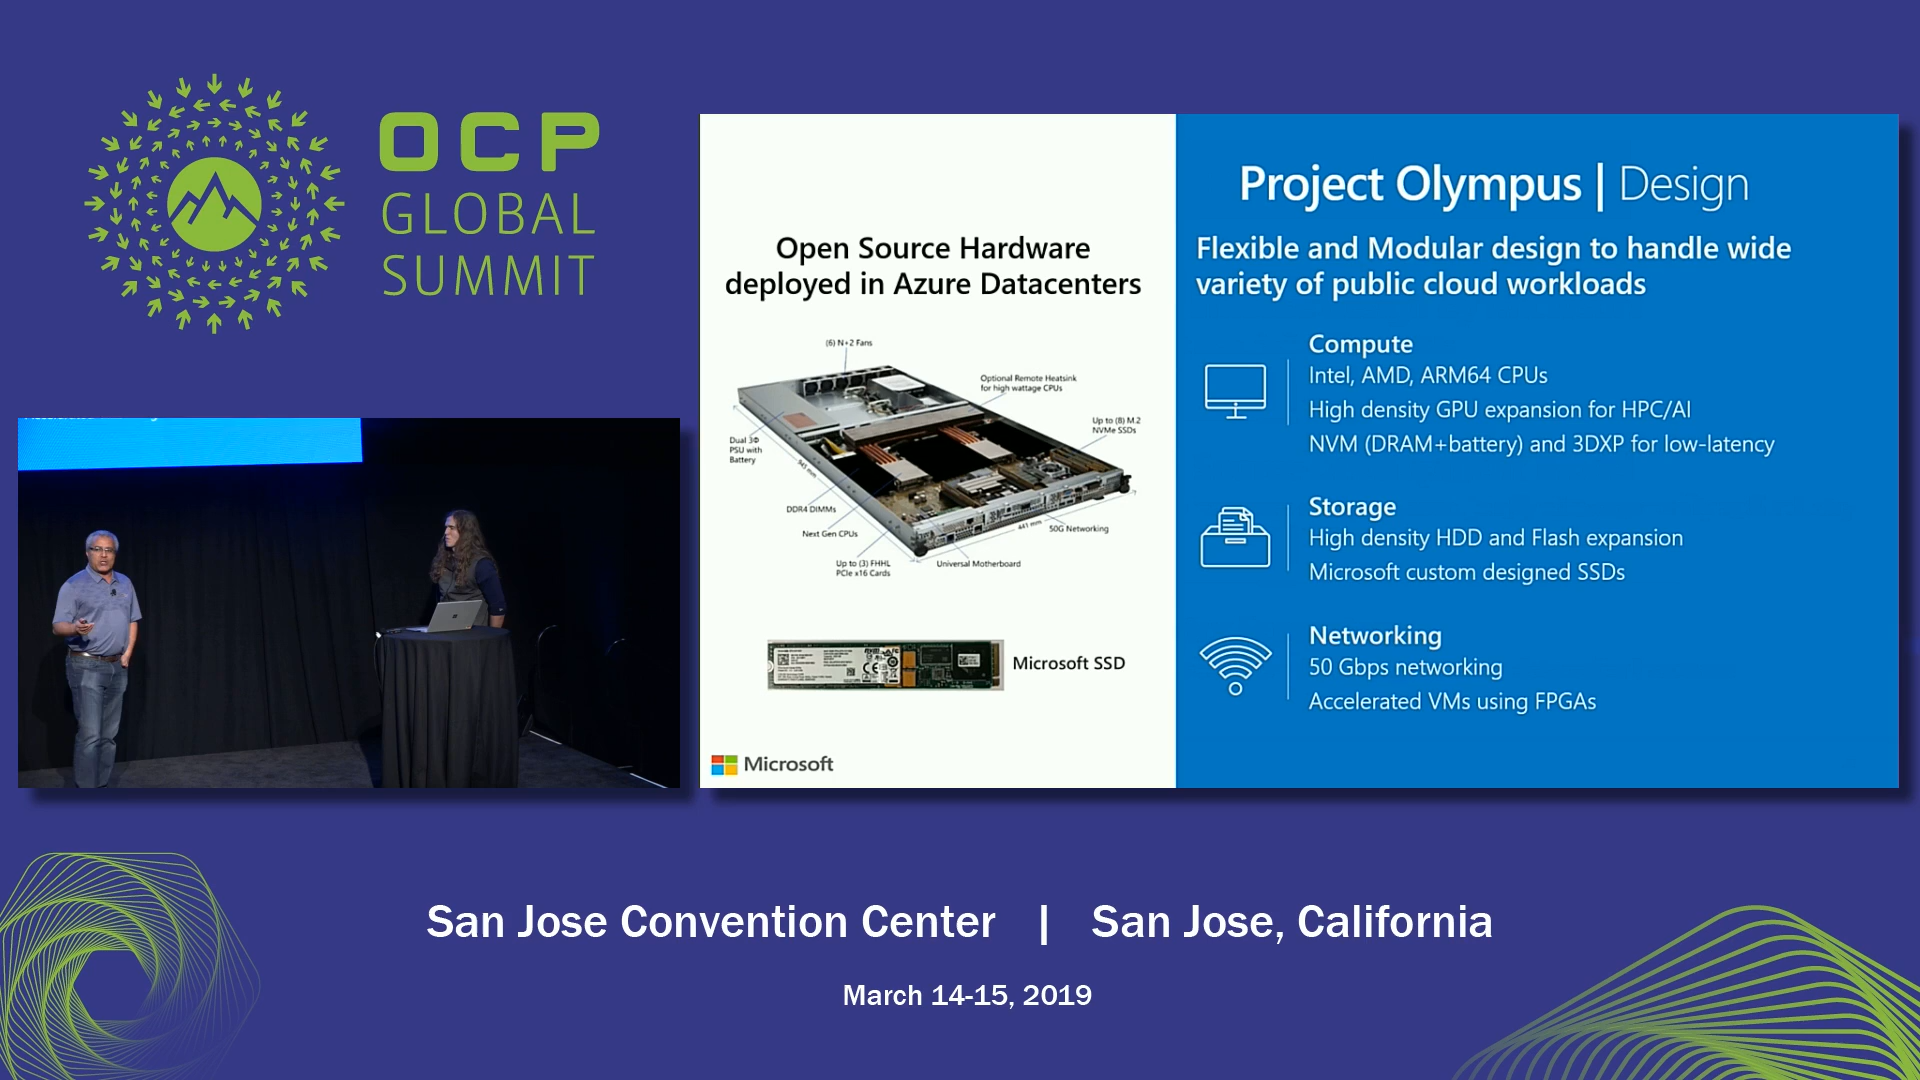 OCP
GLOBAL
SUMMIT
Open Source Hardware
deployed in Azure Datacenters
(6) N+2 Fans
Optional Remote Heatsink
for high wattage CPUs
Up to (8) M.2
NVMe SSDs
Dual 3Φ
PSU with
Battery
943 mm
DDR4 DIMMs
Next Gen CPUs
Up to (3) FHHL
PCIe x16 Cards
Universal Motherboard
441 mm
50G Networking
Microsoft SSD
Microsoft
Project Olympus | Design
Flexible and Modular design to handle wide
variety of public cloud workloads
Compute
Intel, AMD, ARM64 CPUs
High density GPU expansion for HPC/AI
NVM (DRAM+battery) and 3DXP for low-latency
Storage
High density HDD and Flash expansion
Microsoft custom designed SSDs
Networking
50 Gbps networking
Accelerated VMs using FPGAs
San Jose Convention Center | San Jose, California
March 14-15, 2019